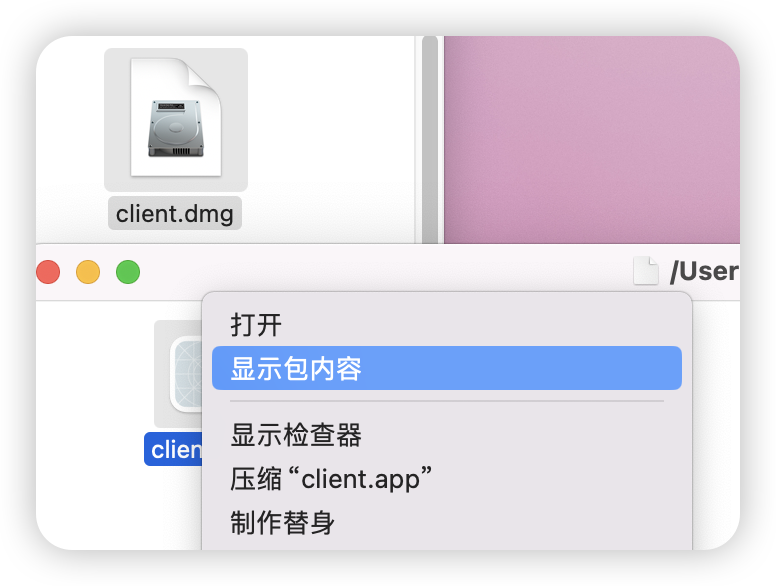 client.dmg
/User
打开
显示包内容
clien
显示检查器
压缩 “client.app”
制作替身